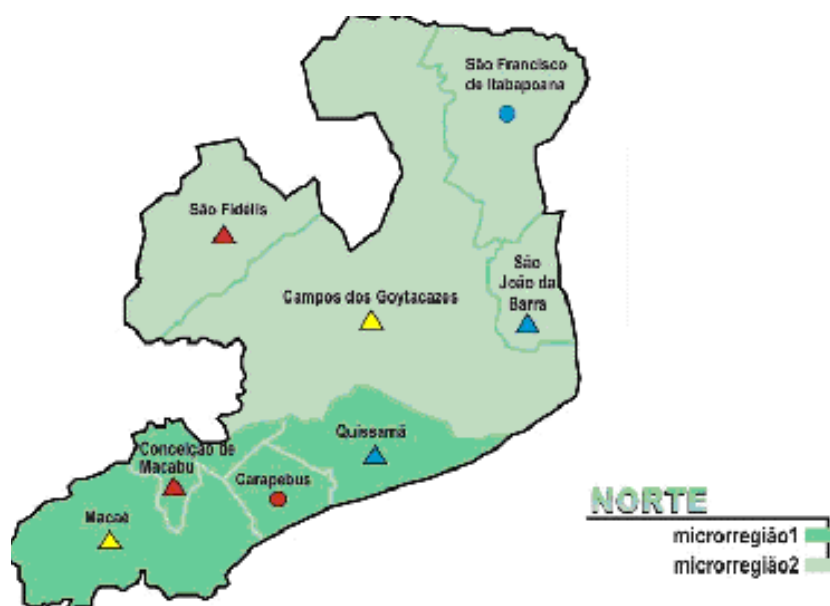 São Francisco
de Itabapoana
São Fidélis
São
João da
Barra
Campos dos Goytacazes
Quissamã
Conceição de
Macabu
Carapebus
Macaé
NORTE
microrregião1
microrregião2